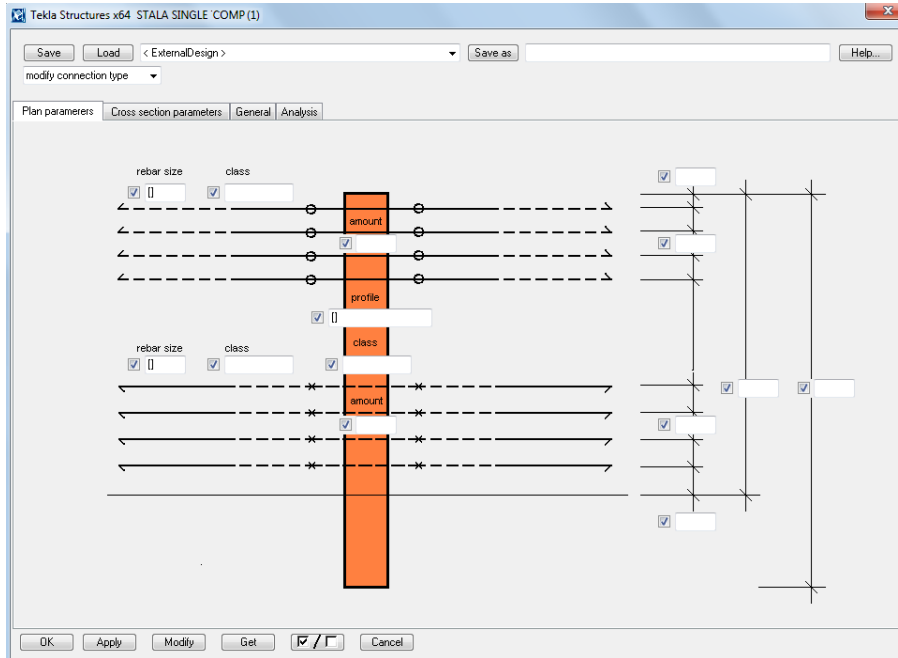 Tekla Structures x64 STALA SINGLE COMP (1)
Save Load < ExternalDesign > Save as Help...
modify connection type
Plan paramerers Cross section parameters General Analysis
rebar size class
[]
amount
profile
[]
class
rebar size class
[]
amount
OK Apply Modify Get / Cancel